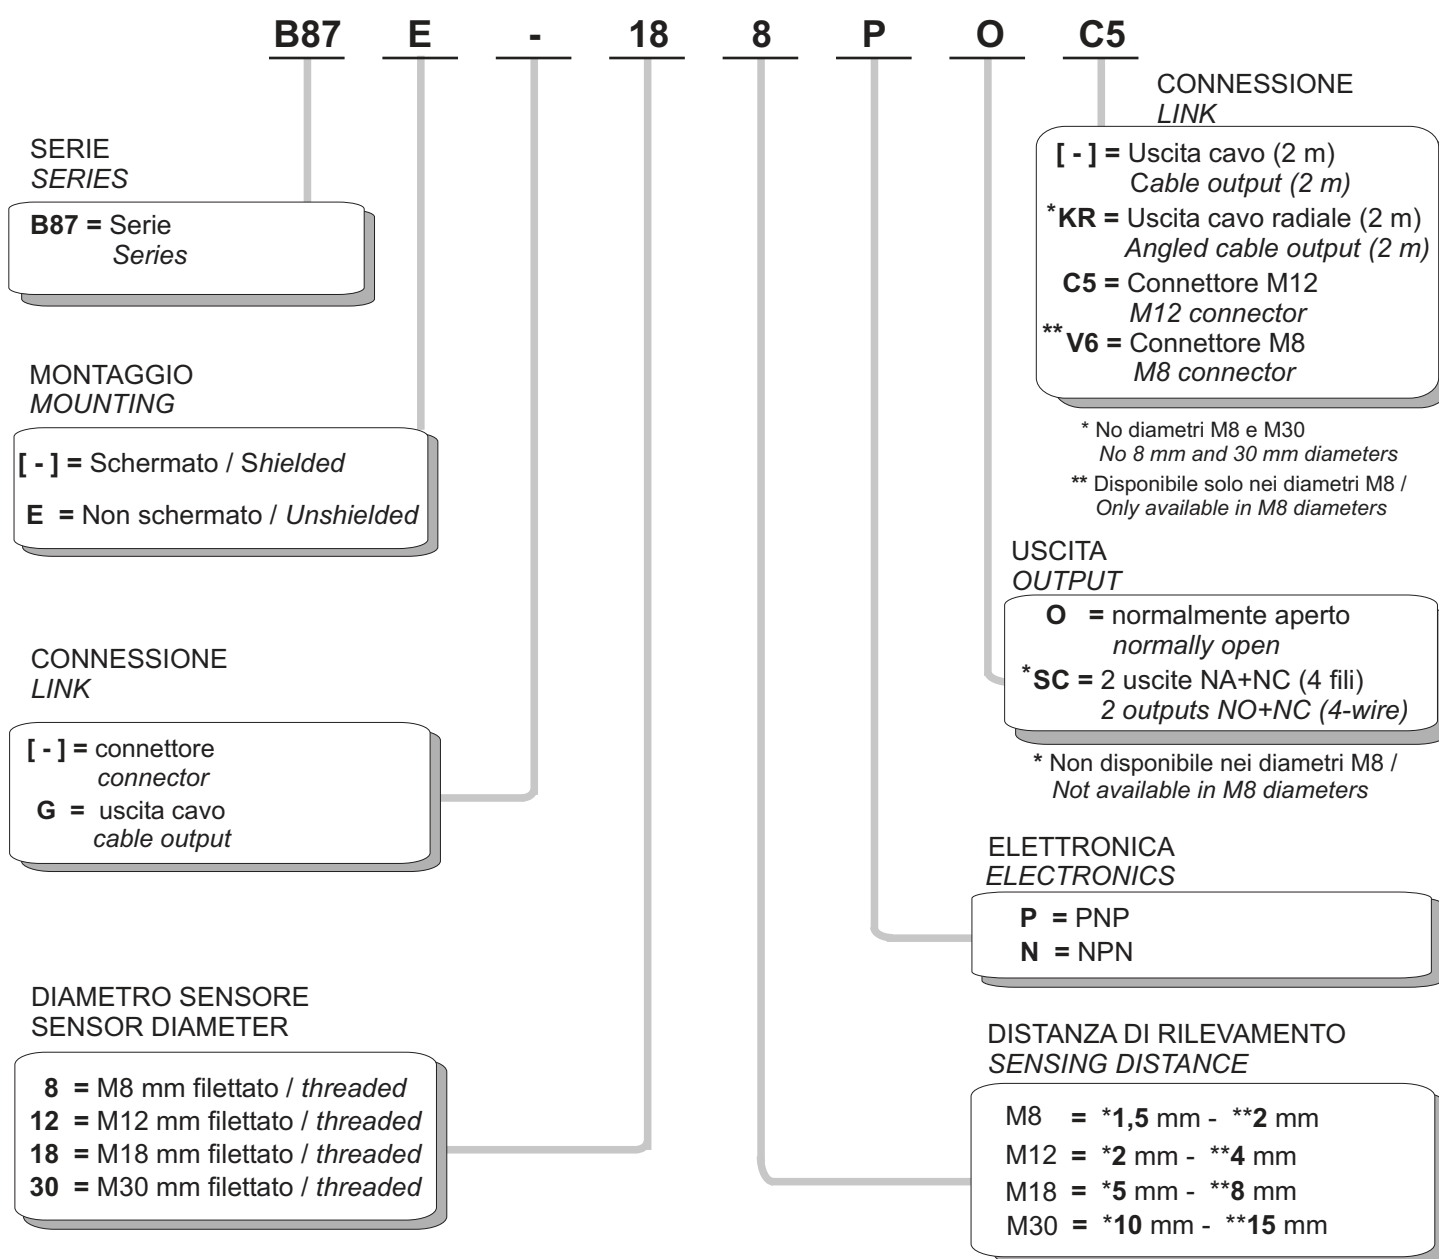 B87 E - 18 8 P O C5
SERIE
SERIES
B87 = Serie
Series
MONTAGGIO
MOUNTING
[ - ] = Schermato / Shielded
E = Non schermato / Unshielded
CONNESSIONE
LINK
[ - ] = connettore
connector
G = uscita cavo
cable output
DIAMETRO SENSORE
SENSOR DIAMETER
8 = M8 mm filettato / threaded
12 = M12 mm filettato / threaded
18 = M18 mm filettato / threaded
30 = M30 mm filettato / threaded
CONNESSIONE
LINK
[ - ] = Uscita cavo (2 m)
Cable output (2 m)
*KR = Uscita cavo radiale (2 m)
Angled cable output (2 m)
C5 = Connettore M12
M12 connector
**V6 = Connettore M8
M8 connector
* No diametri M8 e M30
No 8 mm and 30 mm diameters
** Disponibile solo nei diametri M8 /
Only available in M8 diameters
USCITA
OUTPUT
O = normalmente aperto
normally open
*SC = 2 uscite NA+NC (4 fili)
2 outputs NO+NC (4-wire)
* Non disponibile nei diametri M8 /
Not available in M8 diameters
ELETTRONICA
ELECTRONICS
P = PNP
N = NPN
DISTANZA DI RILEVAMENTO
SENSING DISTANCE
M8 = *1,5 mm - **2 mm
M12 = *2 mm - **4 mm
M18 = *5 mm - **8 mm
M30 = *10 mm - **15 mm